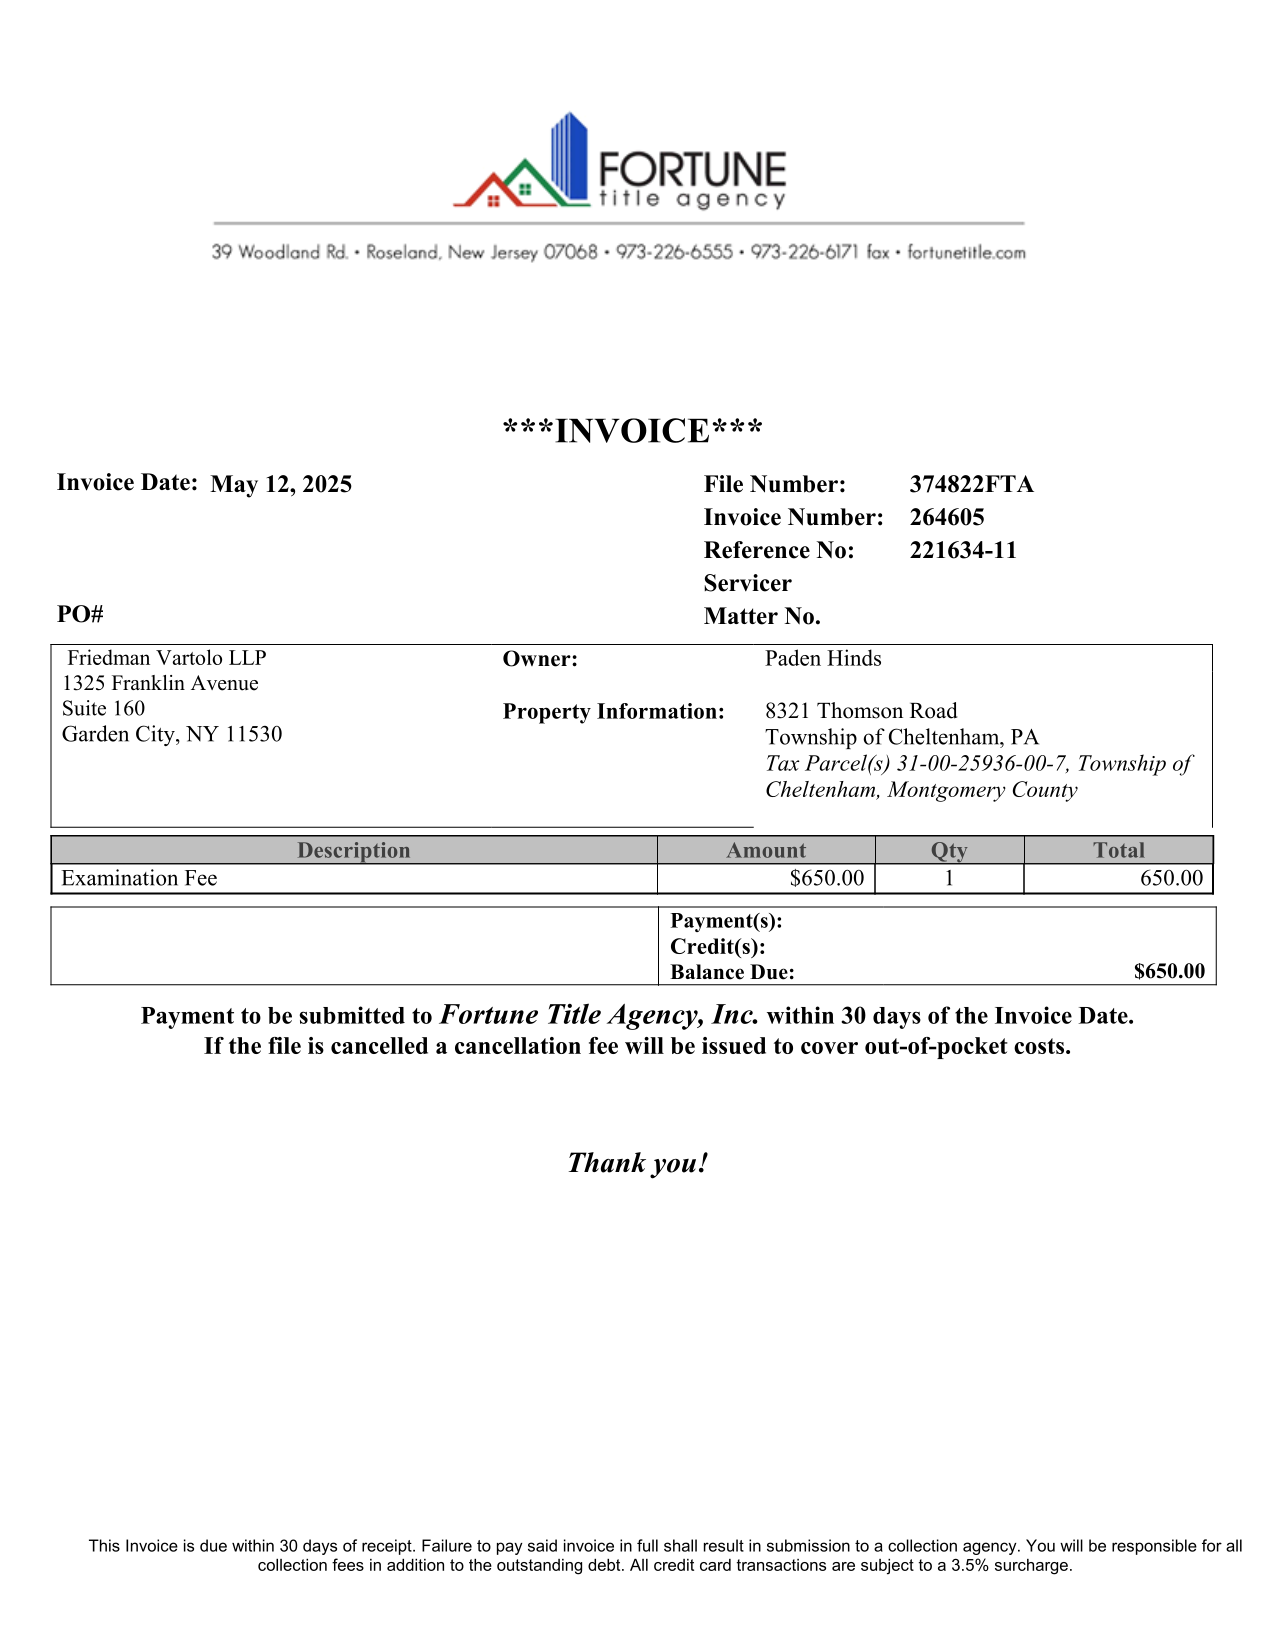 FORTUNE
title agency
39 Woodland Rd. • Roseland, New Jersey 07068 • 973-226-6555 • 973-226-6171 fax • fortunetitle.com
***INVOICE***
Invoice Date: May 12, 2025
File Number: 374822FTA
Invoice Number: 264605
Reference No: 221634-11
Servicer
PO#
Matter No.
Friedman Vartolo LLP
1325 Franklin Avenue
Suite 160
Garden City, NY 11530
Owner: Paden Hinds
Property Information: 8321 Thomson Road
Township of Cheltenham, PA
Tax Parcel(s) 31-00-25936-00-7, Township of
Cheltenham, Montgomery County
Description Amount Qty Total
Examination Fee $650.00 1 650.00
Payment(s):
Credit(s):
Balance Due: $650.00
Payment to be submitted to Fortune Title Agency, Inc. within 30 days of the Invoice Date.
If the file is cancelled a cancellation fee will be issued to cover out-of-pocket costs.
Thank you!
This Invoice is due within 30 days of receipt. Failure to pay said invoice in full shall result in submission to a collection agency. You will be responsible for all
collection fees in addition to the outstanding debt. All credit card transactions are subject to a 3.5% surcharge.